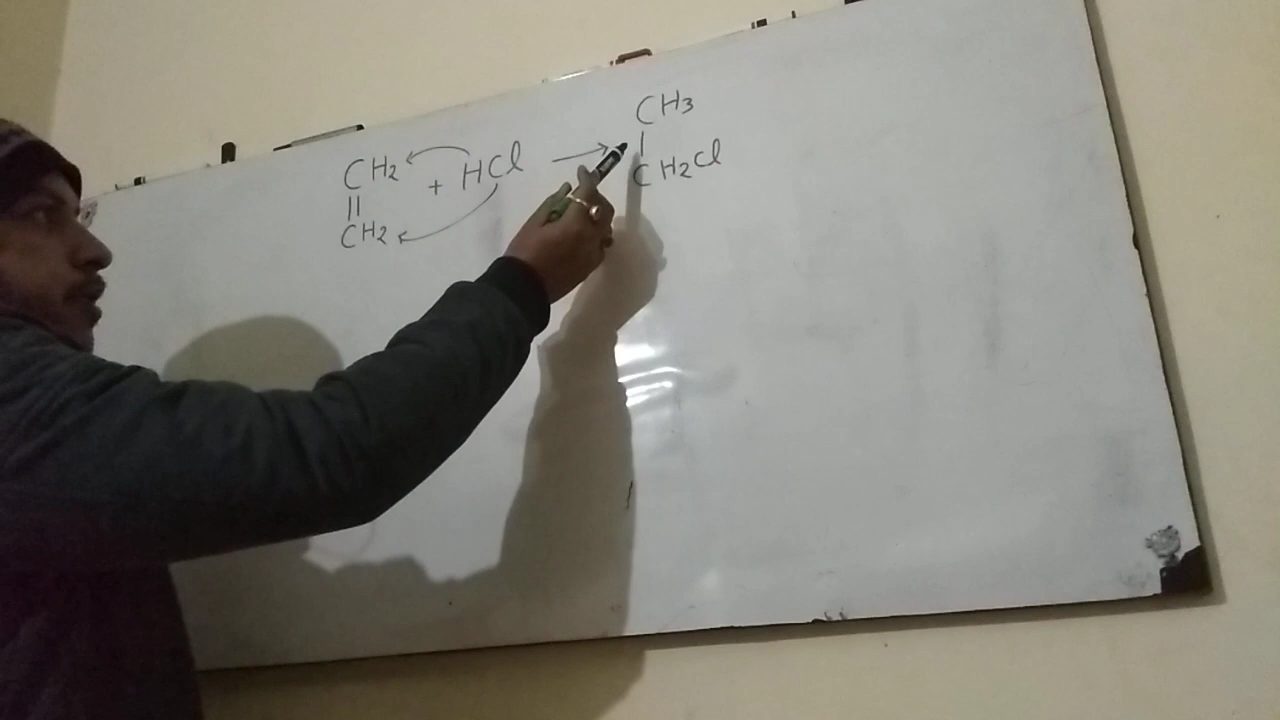 CH2 + HCl → CH3
||
CH2
|
CH2Cl